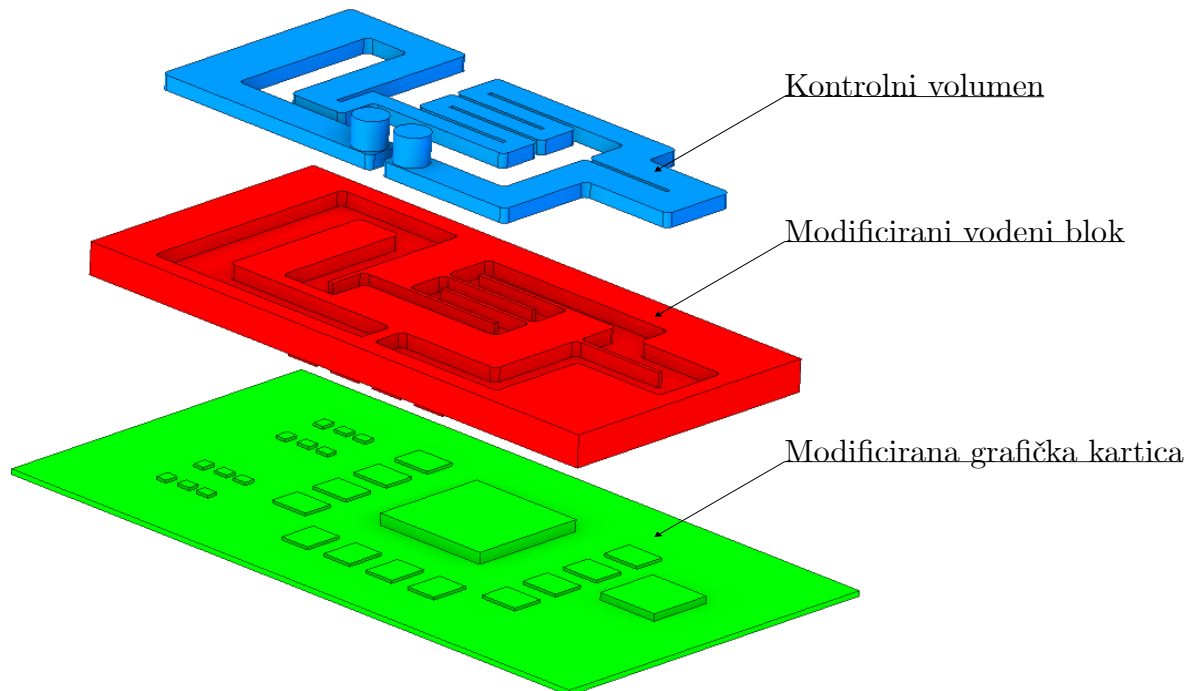 Kontrolni volumen
Modificirani vodeni blok
Modificirana grafička kartica